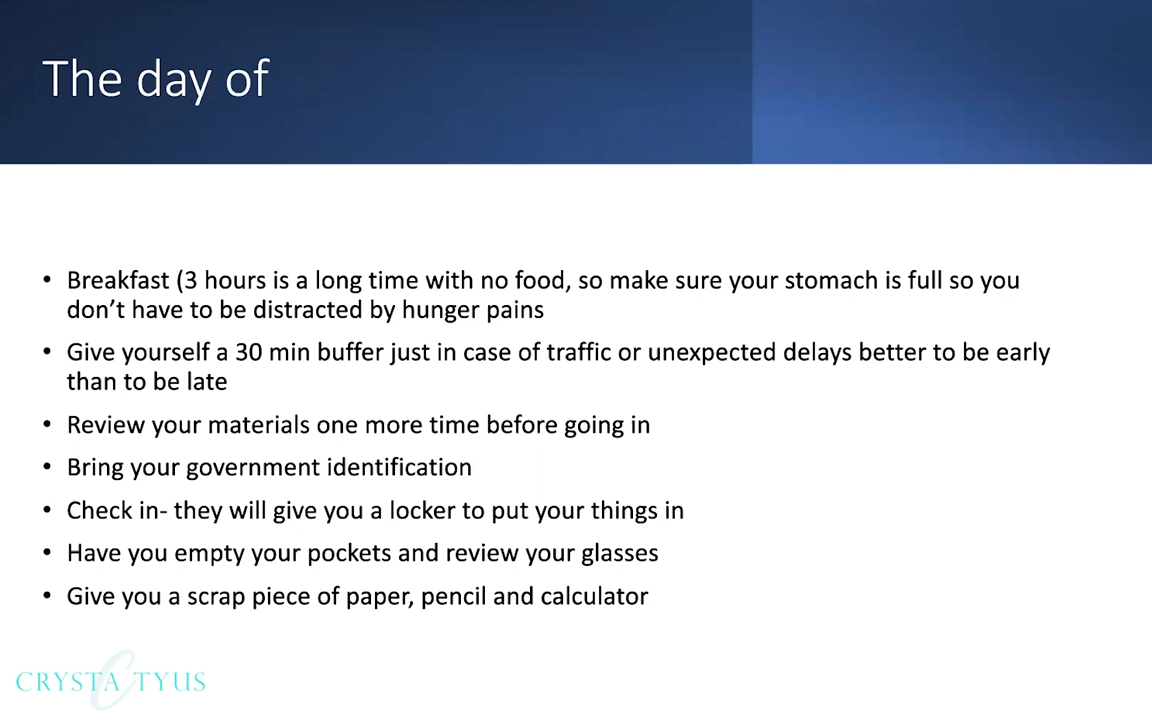 The day of
• Breakfast (3 hours is a long time with no food, so make sure your stomach is full so you
don’t have to be distracted by hunger pains
• Give yourself a 30 min buffer just in case of traffic or unexpected delays better to be early
than to be late
• Review your materials one more time before going in
• Bring your government identification
• Check in- they will give you a locker to put your things in
• Have you empty your pockets and review your glasses
• Give you a scrap piece of paper, pencil and calculator
CRYSTA C TYUS